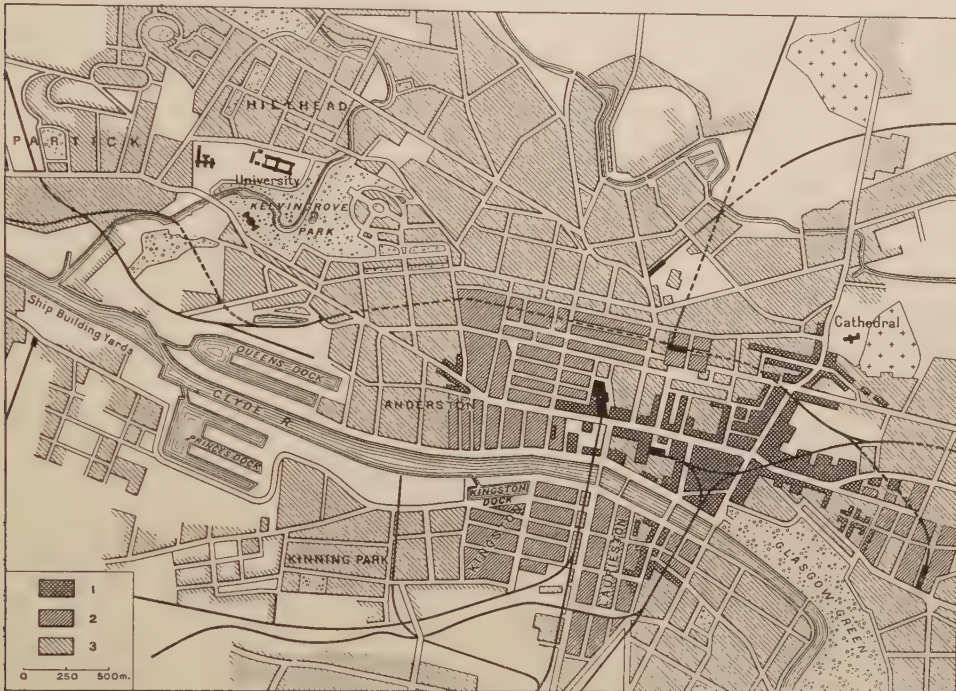 HILLHEAD
PARTICK
University
KELVINGROVE
PARK
Cathedral
Ship Building Yards
QUEENS DOCK
CLYDE R.
ANDERSTON
PRINCES DOCK
KINGSTON
DOCK
KINGSTON
LAURIESTON
KINNING PARK
GLASGOW GREEN
1
2
3
0 250 500m.